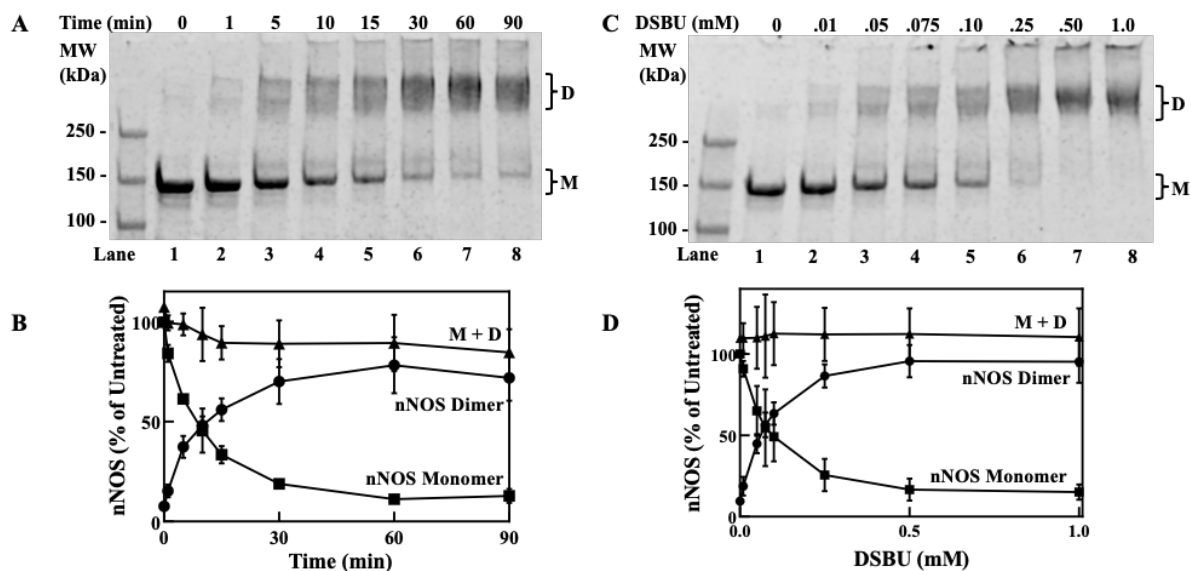 A
Time (min) 0 1 5 10 15 30 60 90
MW
(kDa)
D
250 -
150 -
M
100 -
Lane 1 2 3 4 5 6 7 8
C
DSBU (mM) 0 .01 .05 .075 .10 .25 .50 1.0
MW
(kDa)
D
250 -
150 -
M
100 -
Lane 1 2 3 4 5 6 7 8
B
nNOS (% of Untreated)
100
50
0
M + D
nNOS Dimer
nNOS Monomer
0 30 60 90
Time (min)
D
nNOS (% of Untreated)
100
50
0
M + D
nNOS Dimer
nNOS Monomer
0.0 0.5 1.0
DSBU (mM)